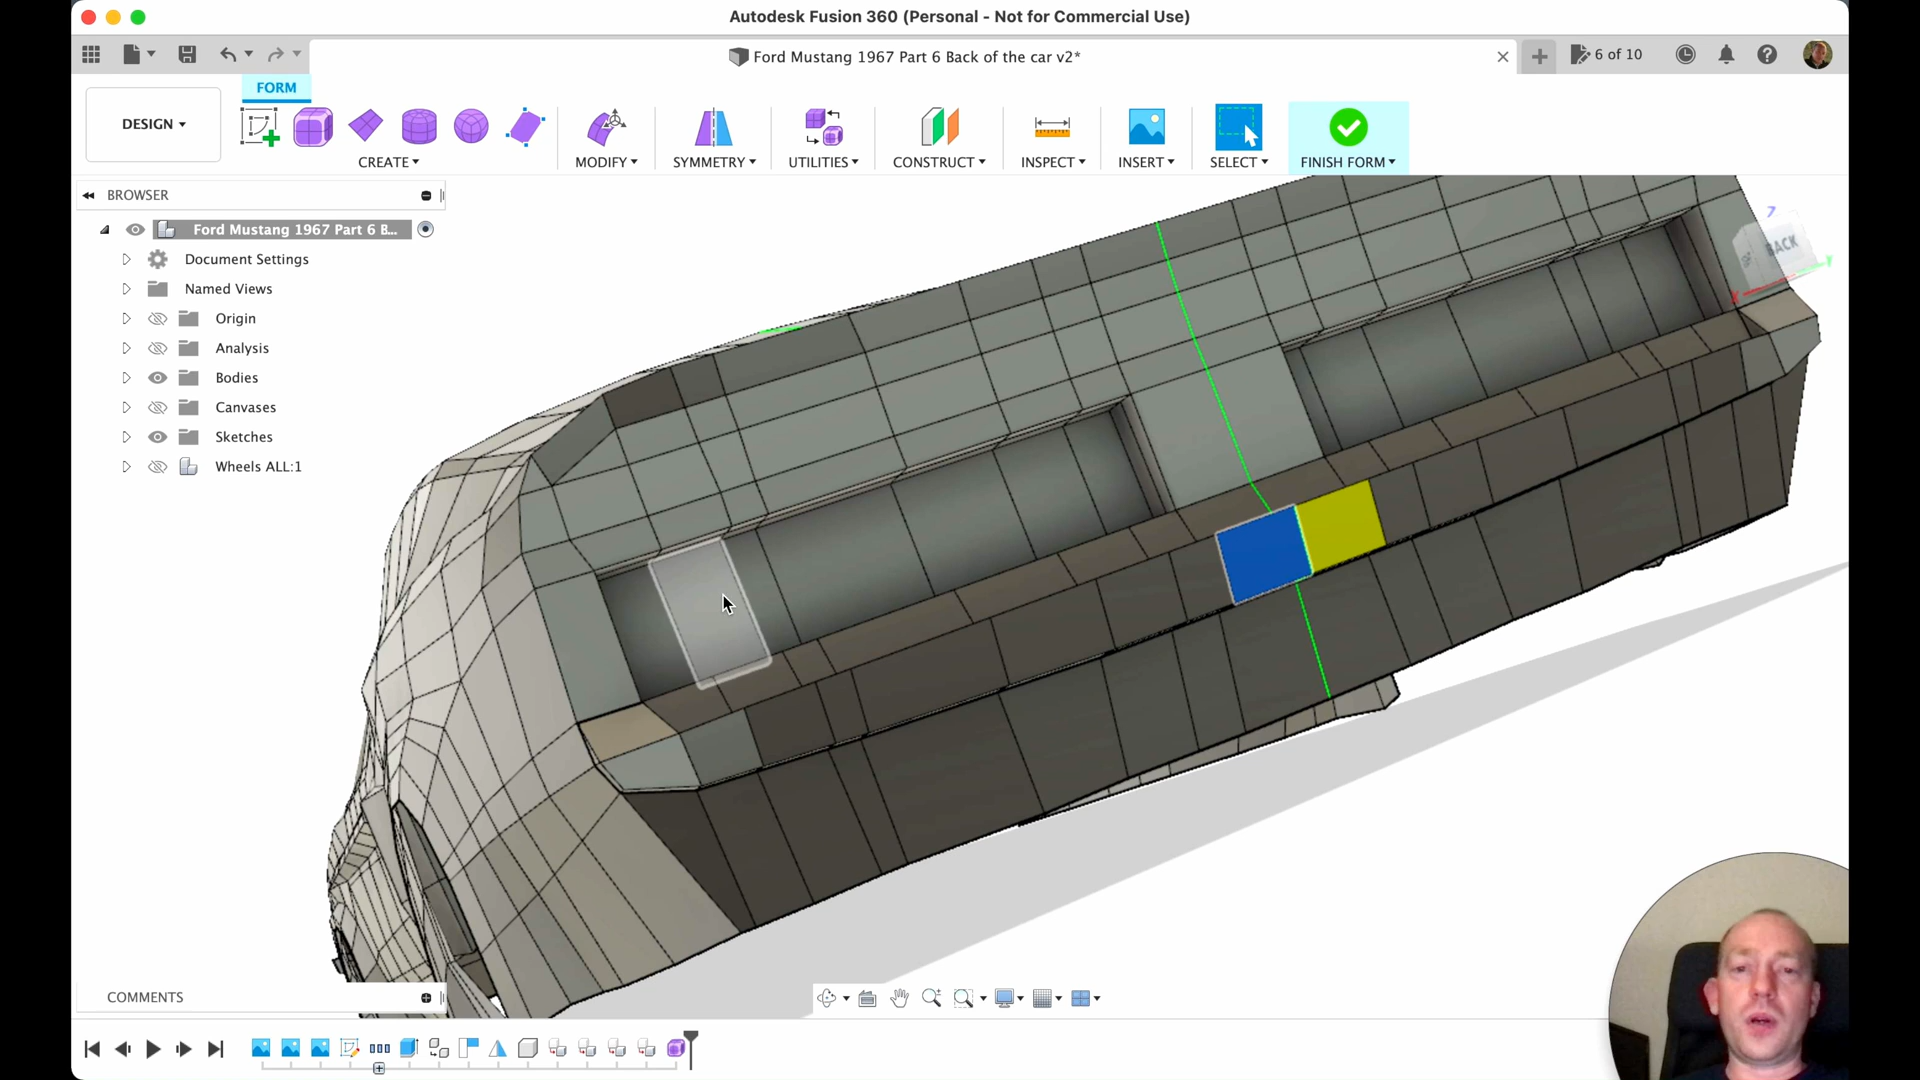 Autodesk Fusion 360 (Personal - Not for Commercial Use)
Ford Mustang 1967 Part 6 Back of the car v2*
6 of 10
FORM
DESIGN
CREATE
MODIFY
SYMMETRY
UTILITIES
CONSTRUCT
INSPECT
INSERT
SELECT
FINISH FORM
BROWSER
Ford Mustang 1967 Part 6 B...
Document Settings
Named Views
Origin
Analysis
Bodies
Canvases
Sketches
Wheels ALL:1
Z
BACK
X
Y
COMMENTS